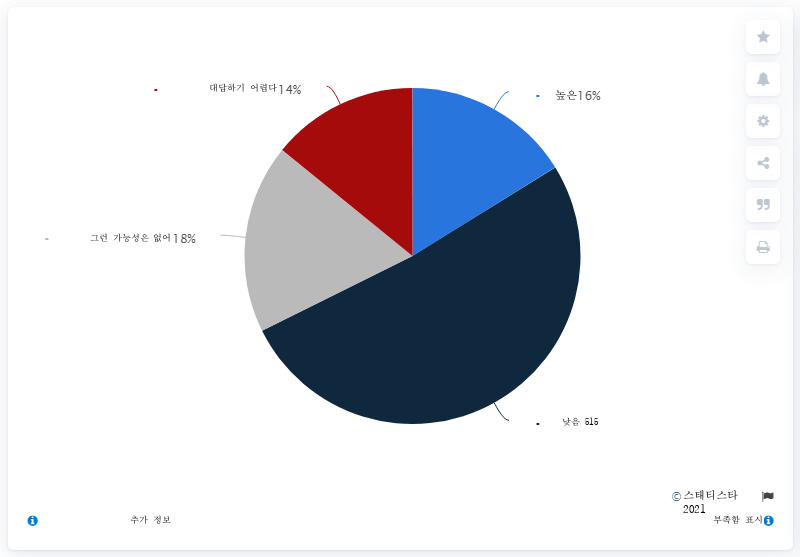 대답하기 어렵다 14%
높은 16%
그런 가능성은 없어 18%
낮음 515
© 스태티스타
2021
추가 정보
부족함 표시